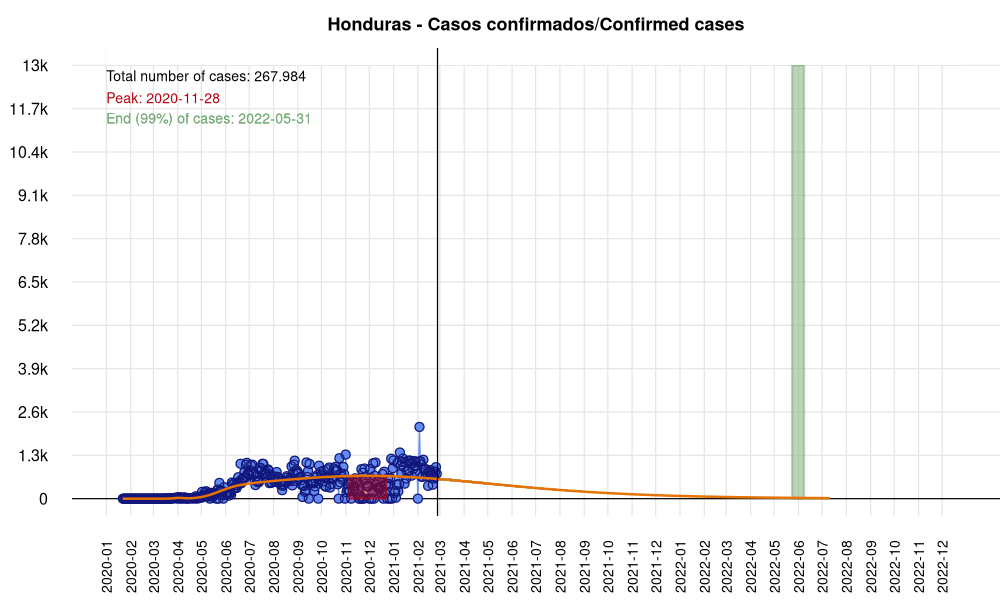 Honduras - Casos confirmados/Confirmed cases
13k
Total number of cases: 267.984
Peak: 2020-11-28
11.7k
End (99%) of cases: 2022-05-31
10.4k
9.1k
7.8k
6.5k
5.2k
3.9k
2.6k
1.3k
0
2020-01
2020-02
2020-03
2020-04
2020-05
2020-06
2020-07
2020-08
2020-09
2020-10
2020-11
2020-12
2021-01
2021-02
2021-03
2021-04
2021-05
2021-06
2021-07
2021-08
2021-09
2021-10
2021-11
2021-12
2022-01
2022-02
2022-03
2022-04
2022-05
2022-06
2022-07
2022-08
2022-09
2022-10
2022-11
2022-12